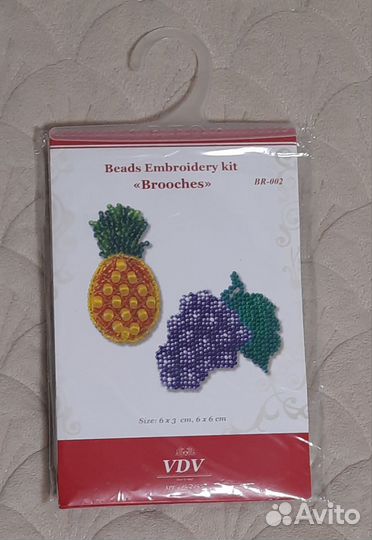 Beads Embroidery kit
«Brooches»
BR-002
Size: 6 x 3 cm, 6 x 6 cm
VDV
Avito